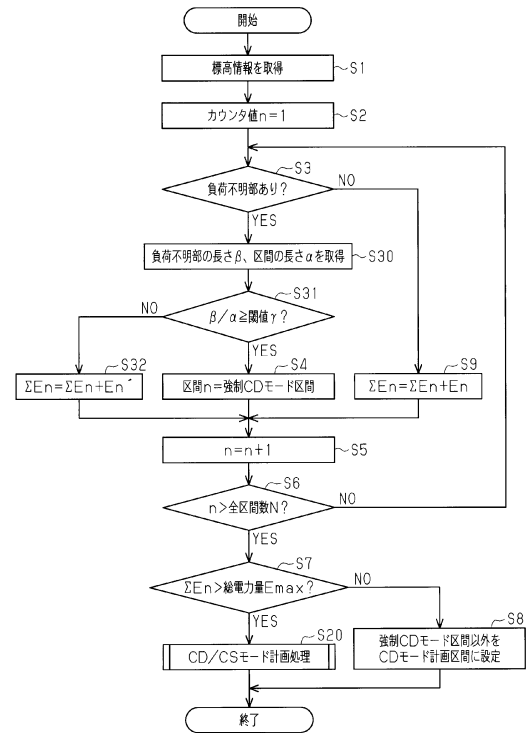 開始
標高情報を取得
S1
カウンタ値n=1
S2
S3
負荷不明部あり?
NO
YES
負荷不明部の長さβ、区間の長さαを取得
S30
S31
β/α≧閾値γ?
NO
YES
S32
ΣEn=ΣEn+En´
S4
区間n=強制CDモード区間
S9
ΣEn=ΣEn+En
n=n+1
S5
S6
n>全区間数N?
NO
YES
S7
ΣEn>総電力量Emax?
NO
YES
S20
CD/CSモード計画処理
S8
強制CDモード区間以外を
CDモード計画区間に設定
終了